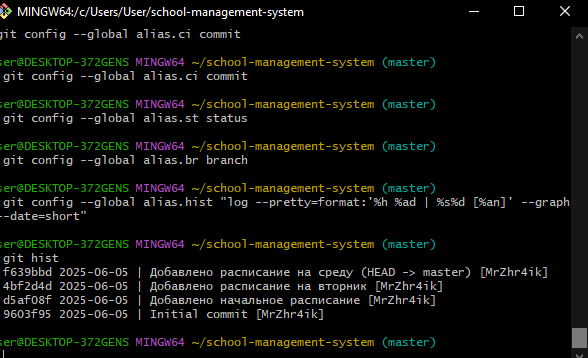 MINGW64:/c/Users/User/school-management-system
git config --global alias.ci commit
ser@DESKTOP-372GENS MINGW64 ~/school-management-system (master)
git config --global alias.ci commit
ser@DESKTOP-372GENS MINGW64 ~/school-management-system (master)
git config --global alias.st status
ser@DESKTOP-372GENS MINGW64 ~/school-management-system (master)
git config --global alias.br branch
ser@DESKTOP-372GENS MINGW64 ~/school-management-system (master)
git config --global alias.hist "log --pretty=format:'%h %ad | %s%d [%an]' --graph
--date=short"
ser@DESKTOP-372GENS MINGW64 ~/school-management-system (master)
git hist
f639bbd 2025-06-05 | Добавлено расписание на среду (HEAD -> master) [MrZhr4ik]
4bf2d4d 2025-06-05 | Добавлено расписание на вторник [MrZhr4ik]
d5af08f 2025-06-05 | Добавлено начальное расписание [MrZhr4ik]
9603f95 2025-06-05 | Initial commit [MrZhr4ik]
ser@DESKTOP-372GENS MINGW64 ~/school-management-system (master)